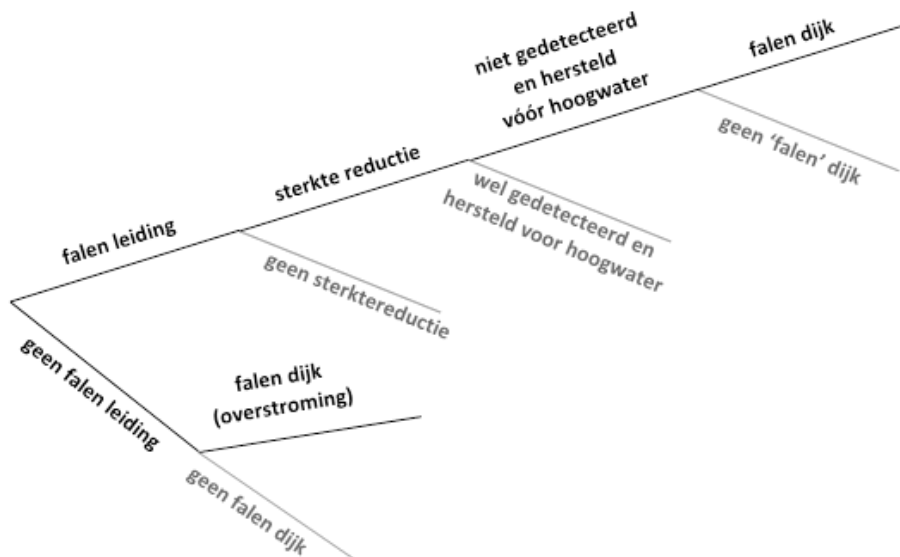 niet gedetecteerd
en hersteld
vóór hoogwater
falen dijk
geen ‘falen’ dijk
sterkte reductie
wel gedetecteerd en
hersteld voor hoogwater
falen leiding
geen sterktereductie
geen falen leiding
falen dijk
(overstroming)
geen falen dijk